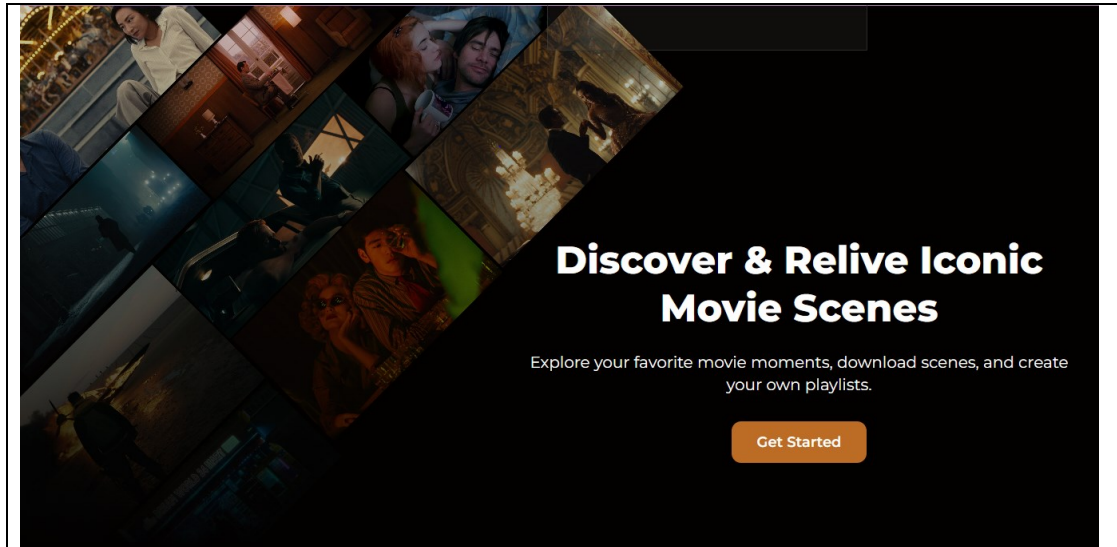 Discover & Relive Iconic
Movie Scenes
Explore your favorite movie moments, download scenes, and create
your own playlists.
Get Started